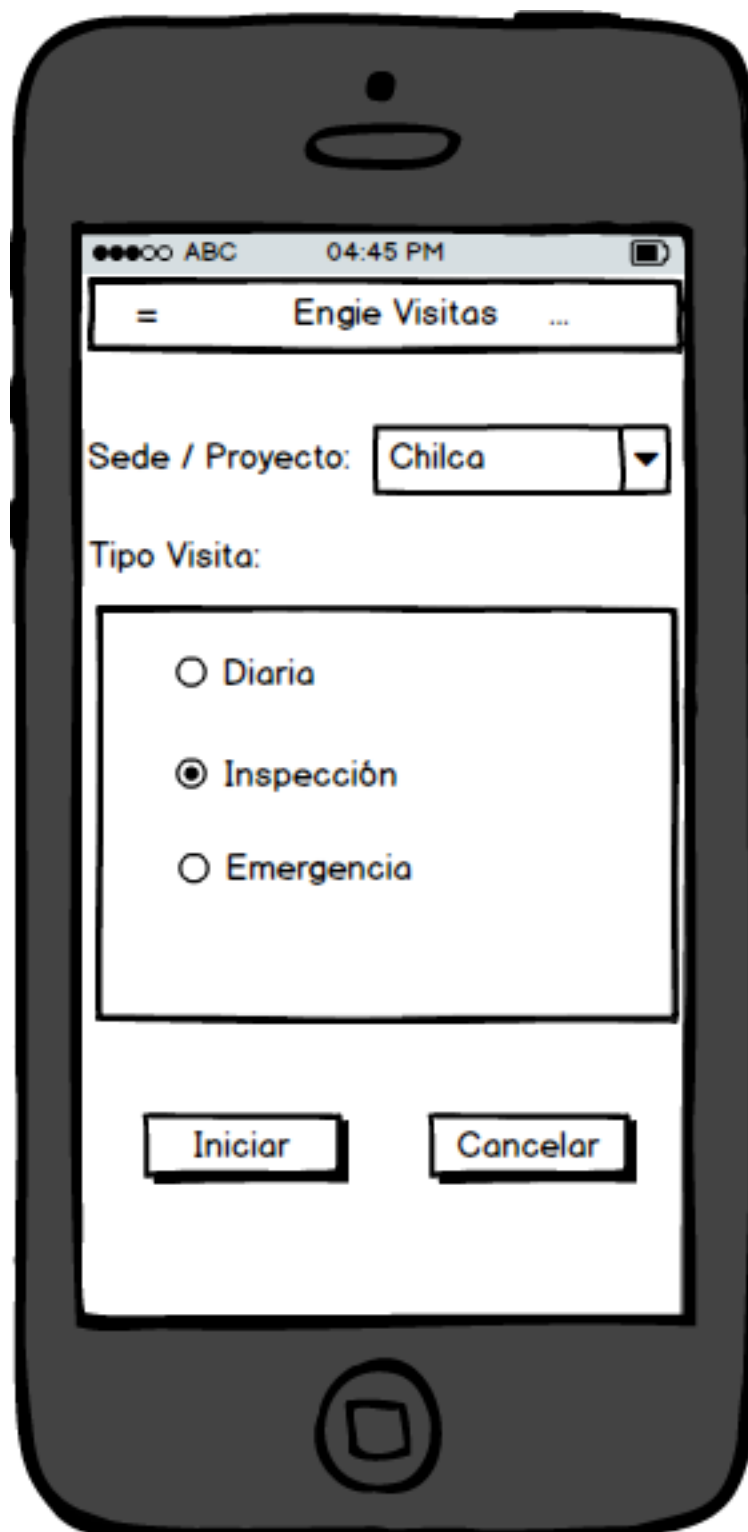 ABC 04:45 PM
= Engie Visitas ...
Sede / Proyecto: Chilca
Tipo Visita:
Diaria
Inspección
Emergencia
Iniciar Cancelar